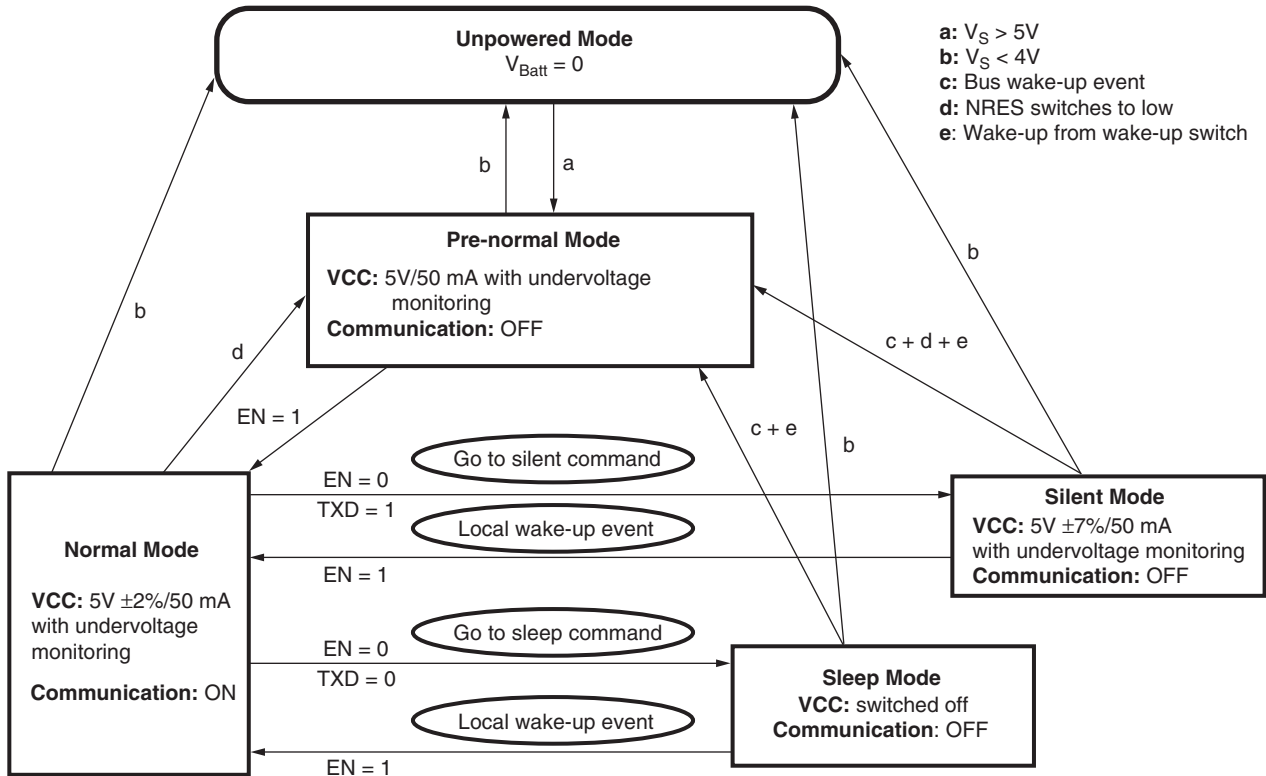 Unpowered Mode
V_Batt = 0
a: V_S > 5V
b: V_S < 4V
c: Bus wake-up event
d: NRES switches to low
e: Wake-up from wake-up switch
b
a
Pre-normal Mode
VCC: 5V/50 mA with undervoltage
monitoring
Communication: OFF
b
b
d
c + d + e
EN = 1
c + e
b
Go to silent command
EN = 0
TXD = 1
Local wake-up event
EN = 1
Silent Mode
VCC: 5V ±7%/50 mA
with undervoltage monitoring
Communication: OFF
Normal Mode
VCC: 5V ±2%/50 mA
with undervoltage
monitoring
Communication: ON
Go to sleep command
EN = 0
TXD = 0
Local wake-up event
EN = 1
Sleep Mode
VCC: switched off
Communication: OFF